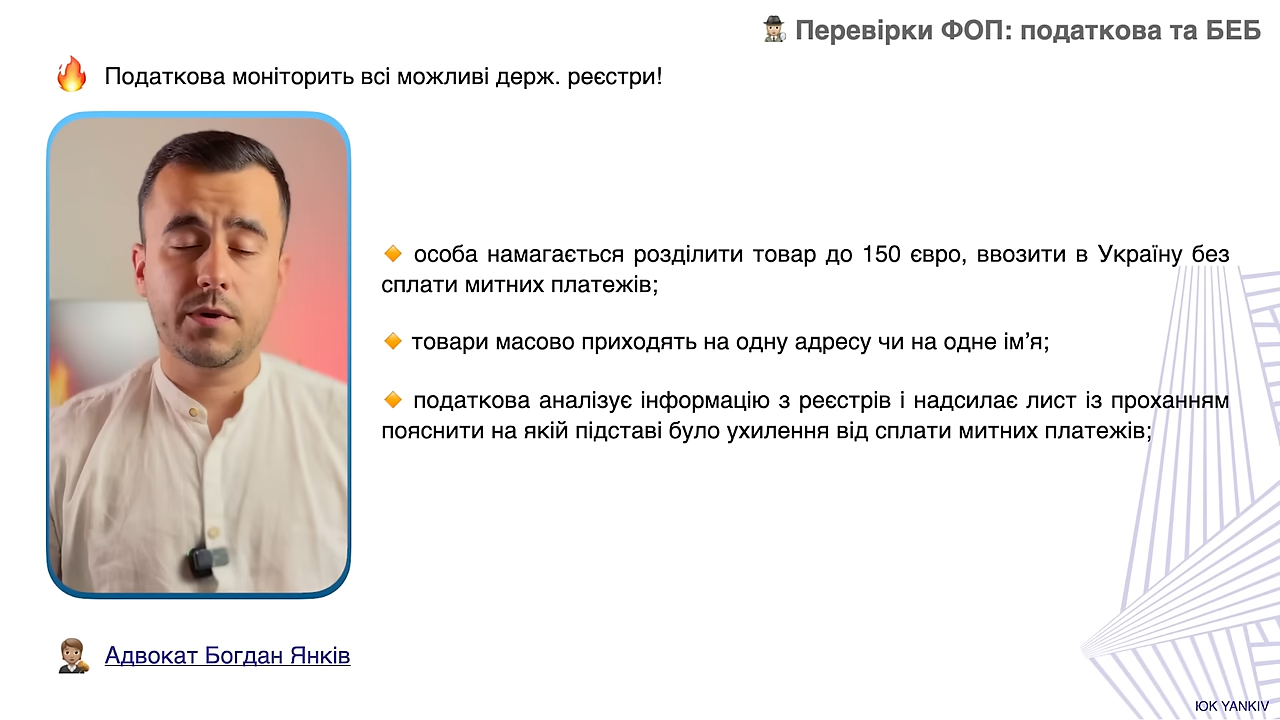 Перевірки ФОП: податкова та БЕБ
Податкова моніторить всі можливі держ. реєстри!
особа намагається розділити товар до 150 євро, ввозити в Україну без
сплати митних платежів;
товари масово приходять на одну адресу чи на одне ім’я;
податкова аналізує інформацію з реєстрів і надсилає лист із проханням
пояснити на якій підставі було ухилення від сплати митних платежів;
Адвокат Богдан Янків
ЮК YANKIV